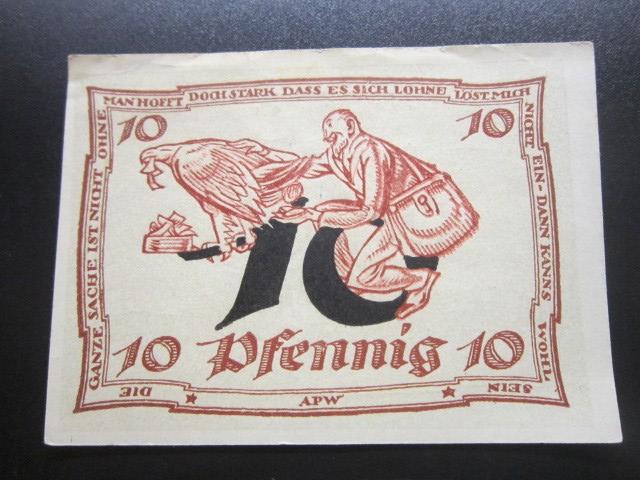 DIE GANZE SACHE IST NICHT OHNE
MAN HOFFT DOCH STARK DASS ES SICH LOHNE
LÖST MICH NICHT EIN - DANN KANNS WOHL SEIN
10 10
10
10 Pfennig 10
APW